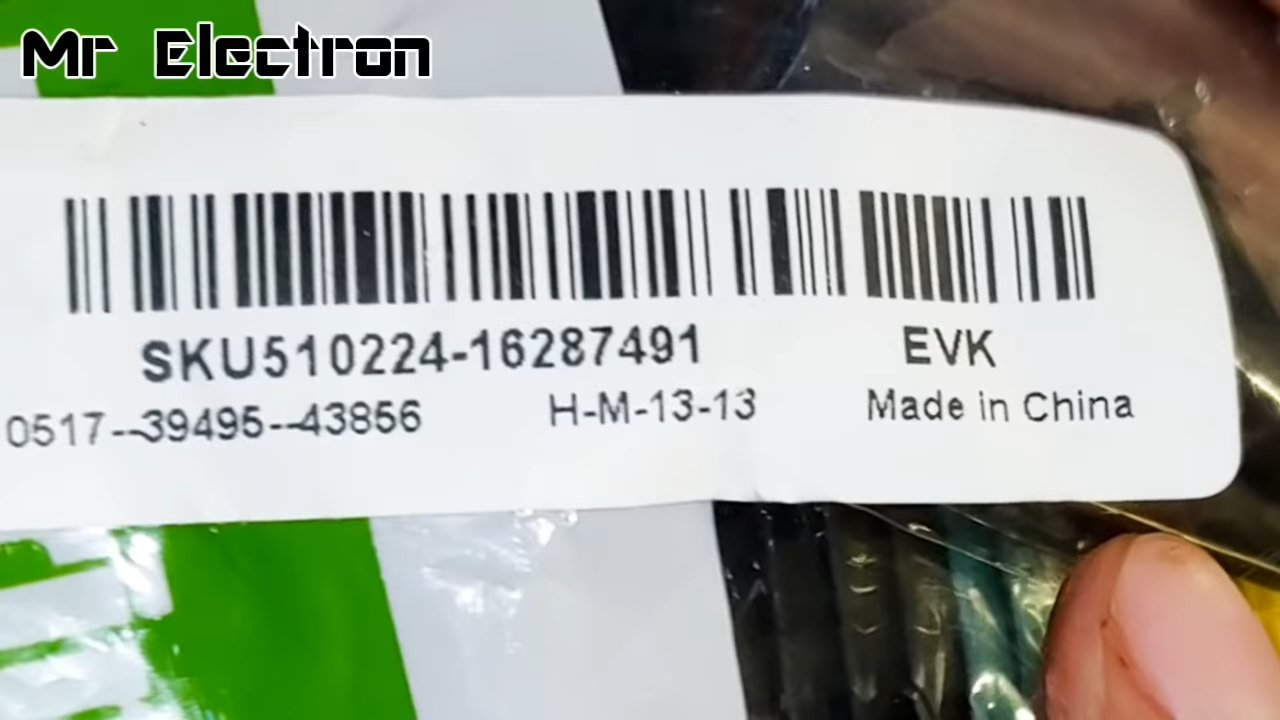 Mr Electron
SKU510224-16287491 EVK
0517--39495--43856 H-M-13-13 Made in China